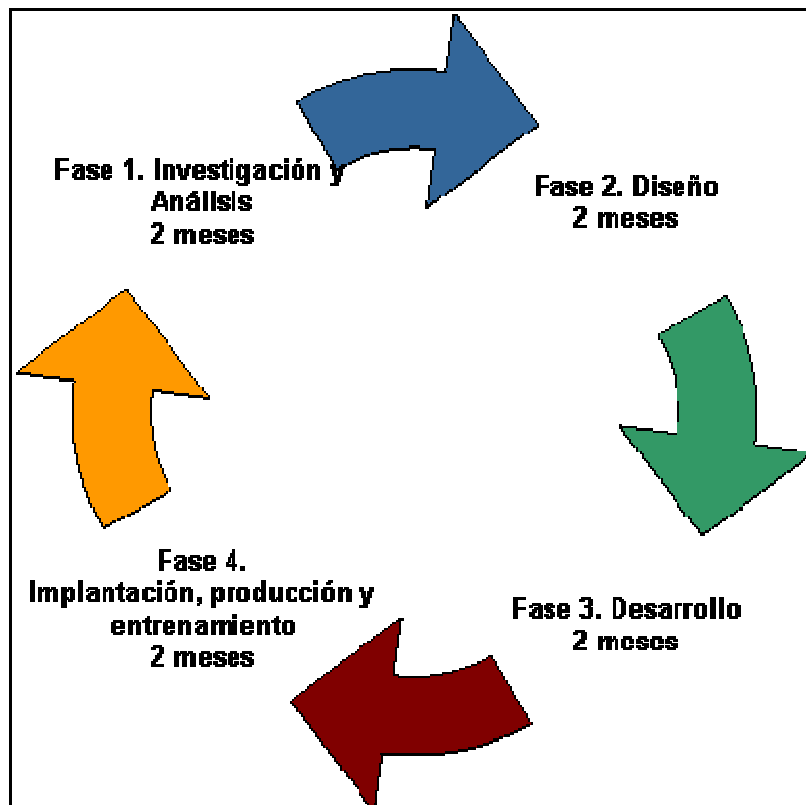 Fase 1. Investigación y
Análisis
2 meses
Fase 2. Diseño
2 meses
Fase 3. Desarrollo
2 meses
Fase 4.
Implantación, producción y
entrenamiento
2 meses